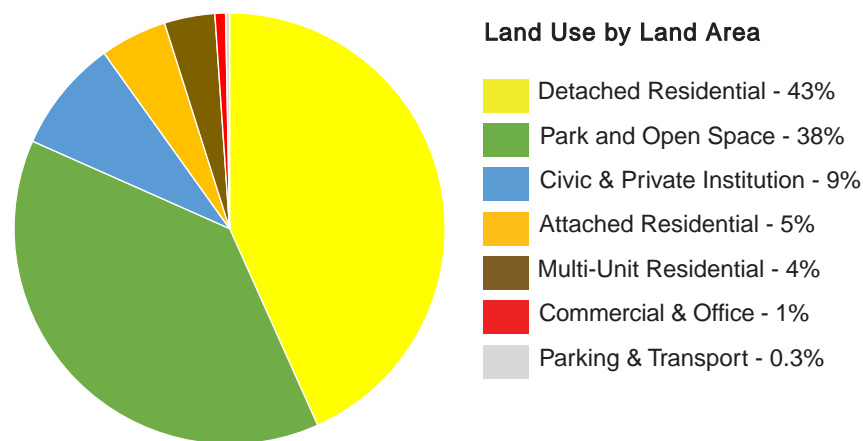 Land Use by Land Area
Detached Residential - 43%
Park and Open Space - 38%
Civic & Private Institution - 9%
Attached Residential - 5%
Multi-Unit Residential - 4%
Commercial & Office - 1%
Parking & Transport - 0.3%